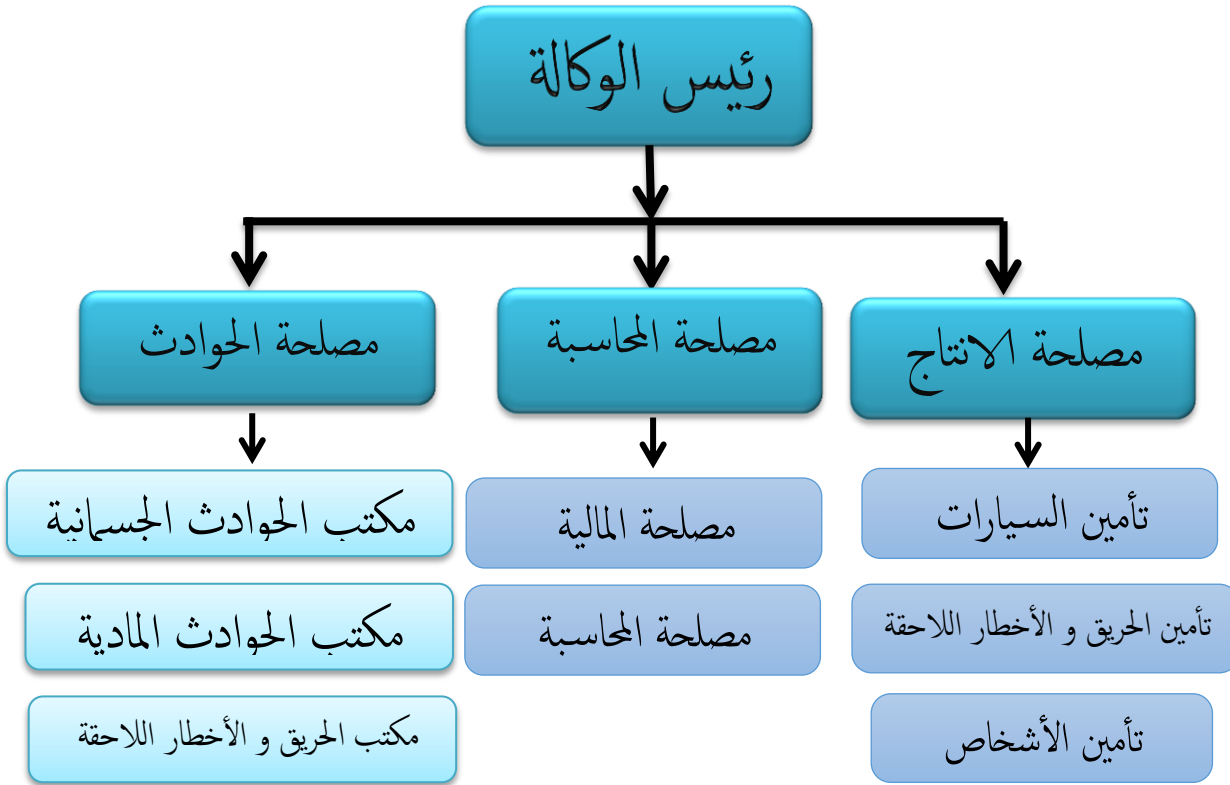 رئيس الوكالة
مصلحة الانتاج
مصلحة المحاسبة
مصلحة الحوادث
تأمين السيارات
مصلحة المالية
مكتب الحوادث الجسمانية
تأمين الحريق و الأخطار اللاحقة
مصلحة المحاسبة
مكتب الحوادث المادية
تأمين الأشخاص
مكتب الحريق و الأخطار اللاحقة